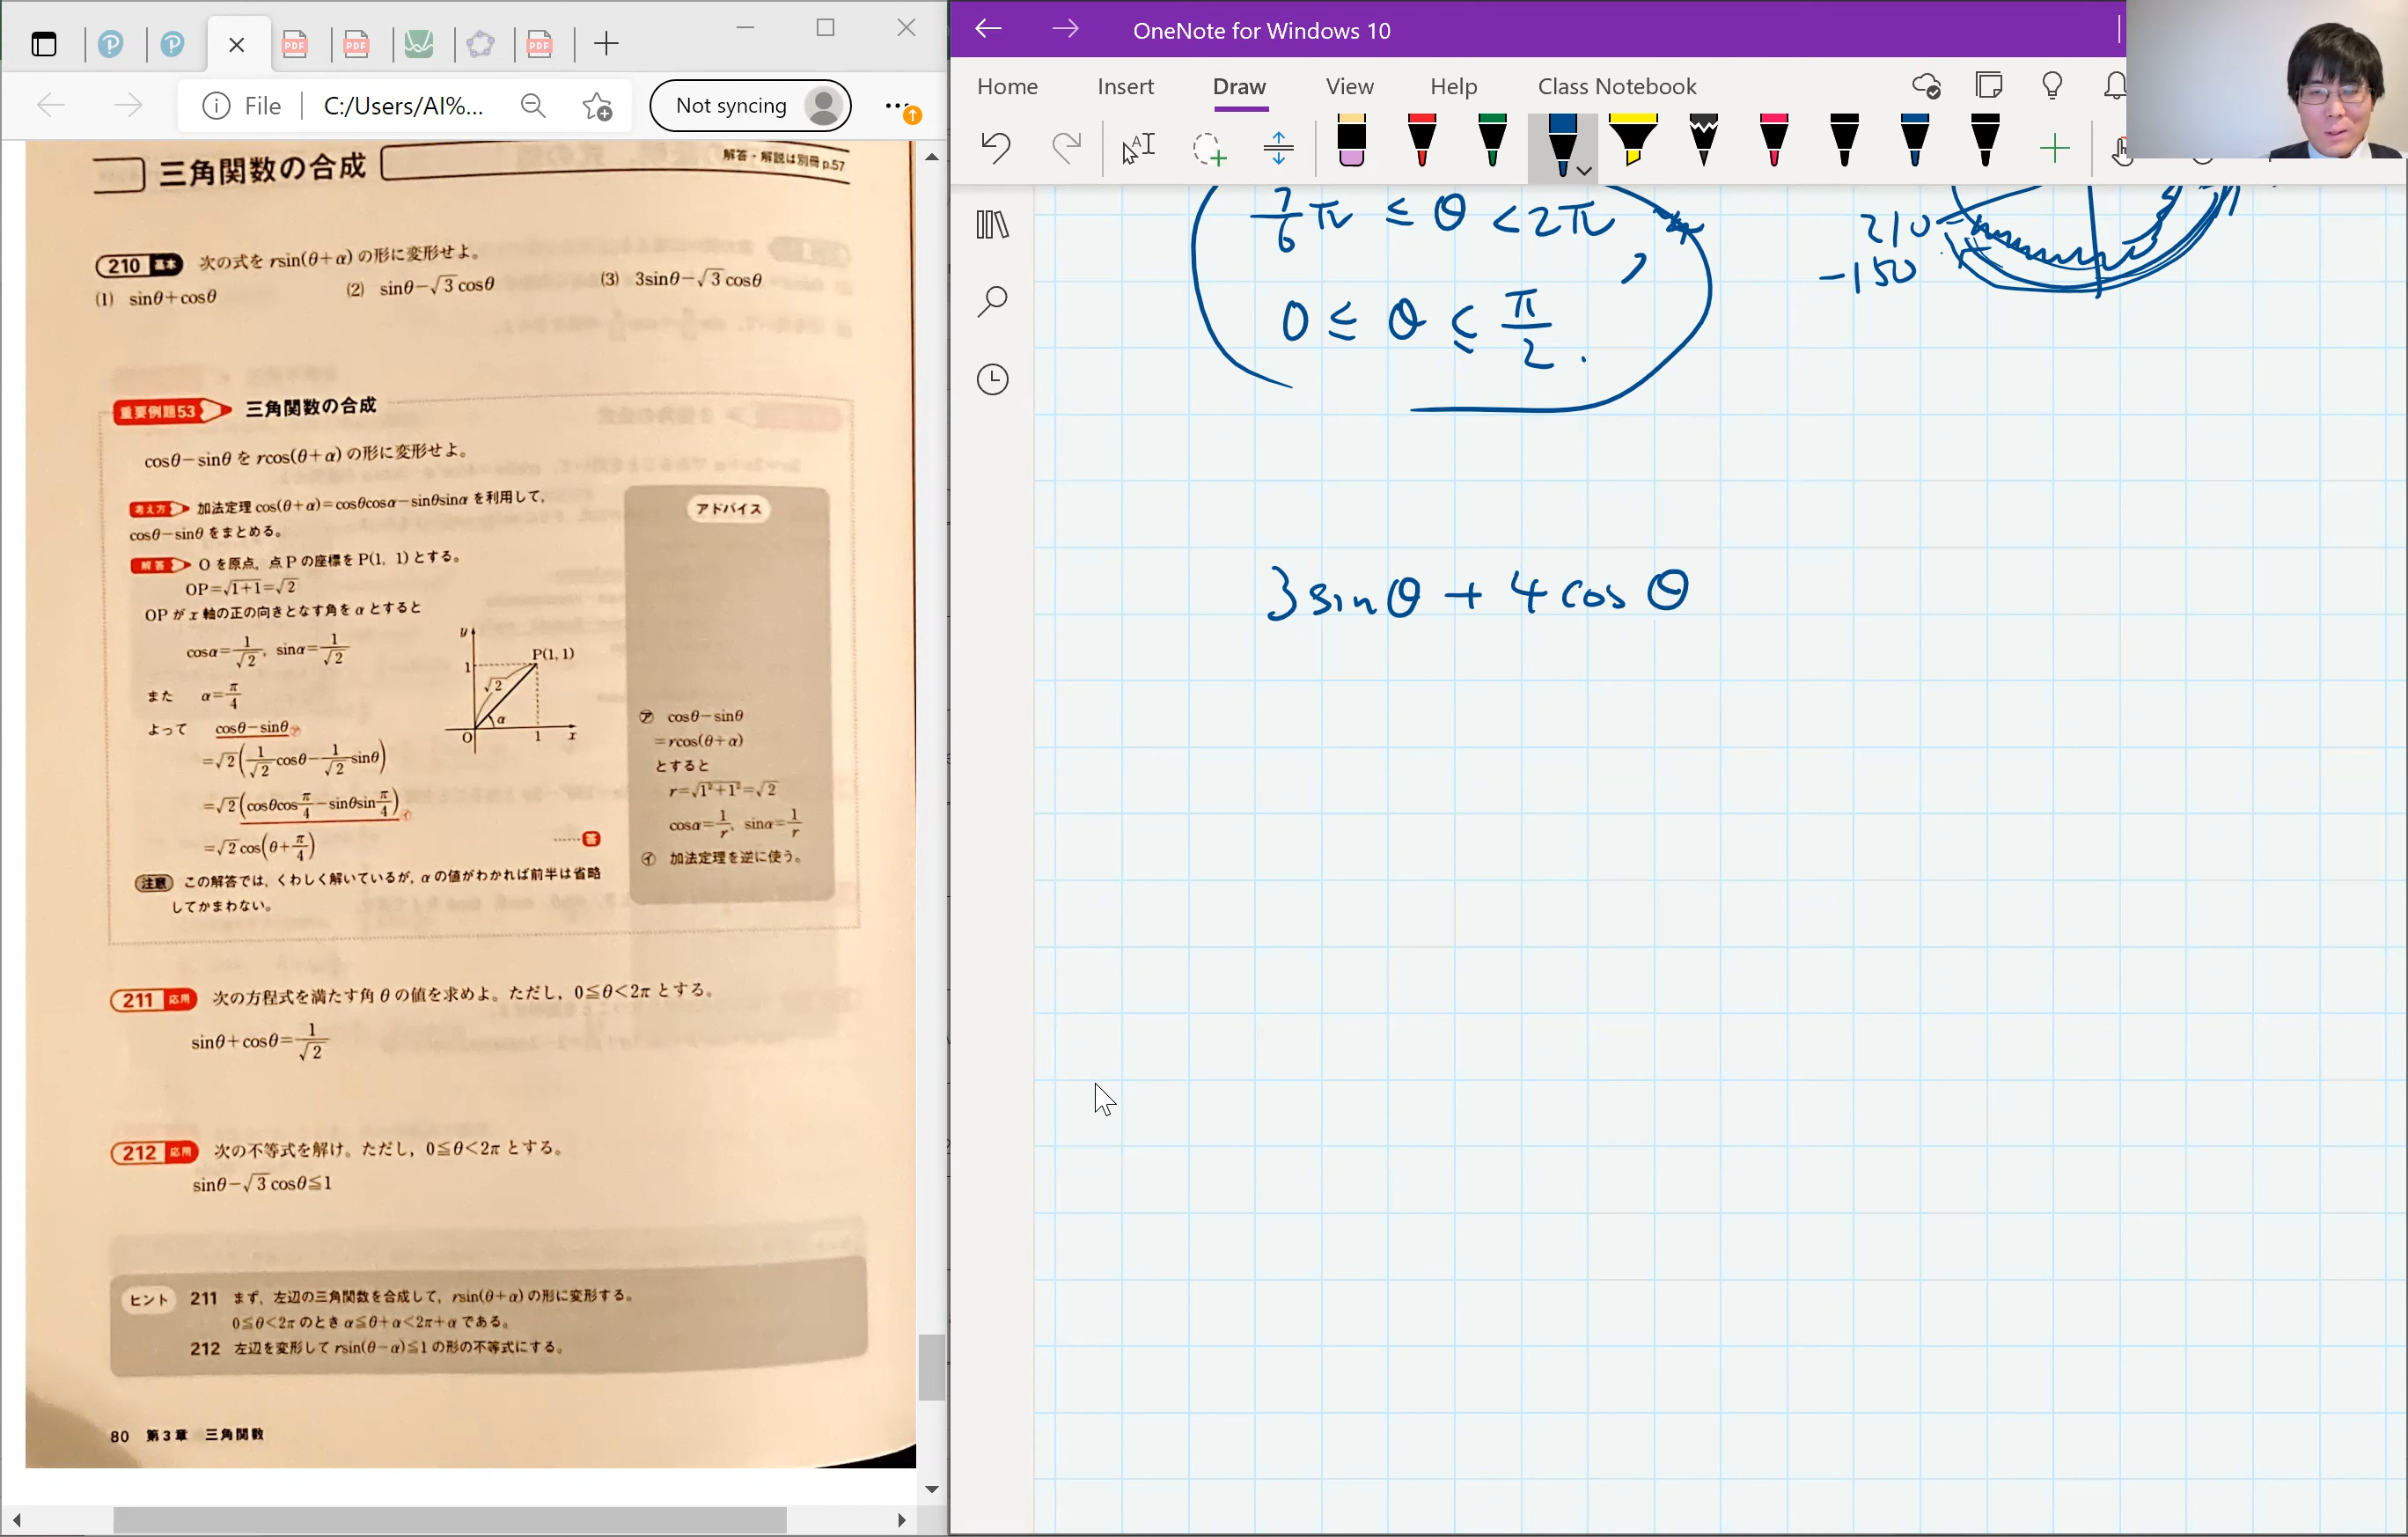 File
C:/Users/AI%...
Not syncing
三角関数の合成
解答・解説は別冊 p.57
210 基本 次の式を rsin(θ+α) の形に変形せよ。
(1) sinθ+cosθ (2) sinθ−√3cosθ (3) 3sinθ−√3cosθ
重要例題53 三角関数の合成
cosθ−sinθ を rcos(θ+α) の形に変形せよ。
考え方 加法定理 cos(θ+α)=cosθcosα−sinθsinα を利用して,
cosθ−sinθ をまとめる。
解答 O を原点, 点 P の座標を P(1, 1) とする。
OP=√1+1=√2
OP が x 軸の正の向きとなす角を α とすると
cosα=1/√2, sinα=1/√2
また α=π/4
よって cosθ−sinθ ㋐
=√2(1/√2 cosθ−1/√2 sinθ)
=√2(cosθcosπ/4−sinθsinπ/4) ㋑
=√2cos(θ+π/4) ……答
y
1
P(1, 1)
√2
α
O 1 x
注意 この解答では, くわしく解いているが, α の値がわかれば前半は省略
してかまわない。
アドバイス
㋐ cosθ−sinθ
=rcos(θ+α)
とすると
r=√1²+1²=√2
cosα=1/r, sinα=1/r
㋑ 加法定理を逆に使う。
211 応用 次の方程式を満たす角 θ の値を求めよ。ただし, 0≦θ<2π とする。
sinθ+cosθ=1/√2
212 応用 次の不等式を解け。ただし, 0≦θ<2π とする。
sinθ−√3cosθ≦1
ヒント 211 まず, 左辺の三角関数を合成して, rsin(θ+α) の形に変形する。
0≦θ<2π のとき α≦θ+α<2π+α である。
212 左辺を変形して rsin(θ−α)≦1 の形の不等式にする。
80 第3章 三角関数
OneNote for Windows 10
Home Insert Draw View Help Class Notebook
7/6 π ≤ θ < 2π ,
0 ≤ θ ≤ π/2 .
210
−150
3 sinθ + 4 cos θ